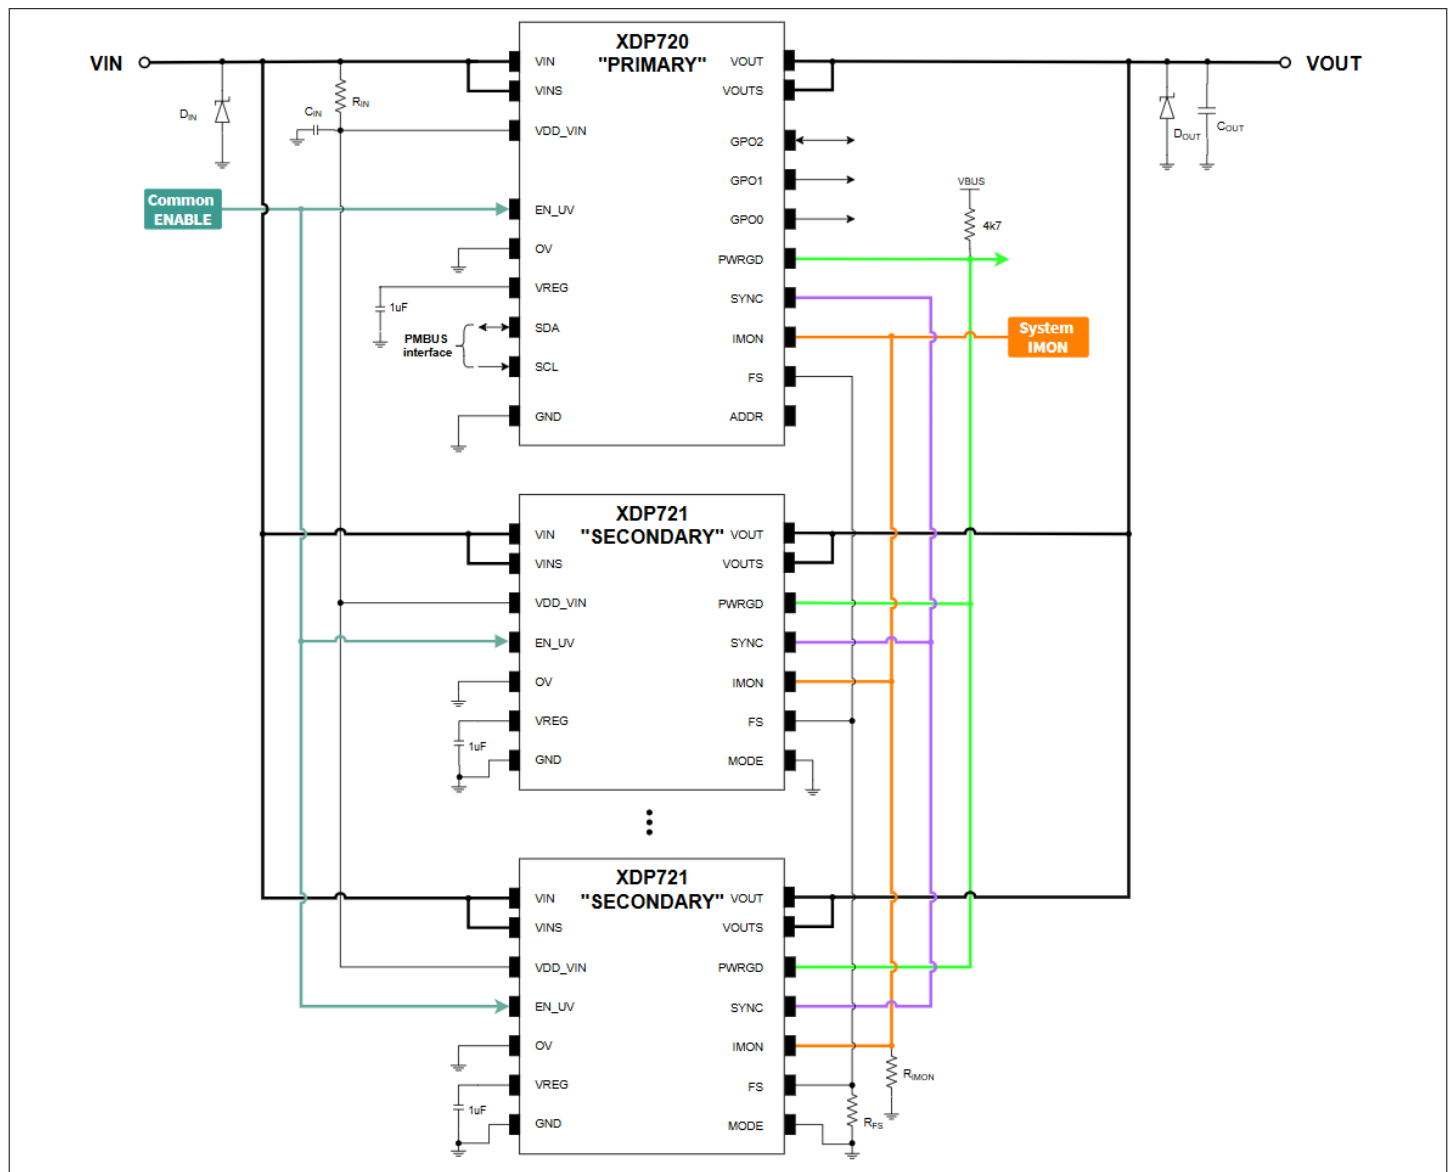 XDP720
"PRIMARY"
VIN
VOUT
VIN
VINS
VDD_VIN
EN_UV
OV
VREG
SDA
SCL
GND
VOUT
VOUTS
GPO2
GPO1
GPO0
PWRGD
SYNC
IMON
FS
ADDR
DIN
CIN
RIN
Common
ENABLE
1uF
PMBUS
interface
VBUS
4k7
System
IMON
DOUT
COUT
XDP721
"SECONDARY"
VIN
VINS
VDD_VIN
EN_UV
OV
VREG
GND
VOUT
VOUTS
PWRGD
SYNC
IMON
FS
MODE
1uF
XDP721
"SECONDARY"
VIN
VINS
VDD_VIN
EN_UV
OV
VREG
GND
VOUT
VOUTS
PWRGD
SYNC
IMON
FS
MODE
1uF
RIMON
RFS